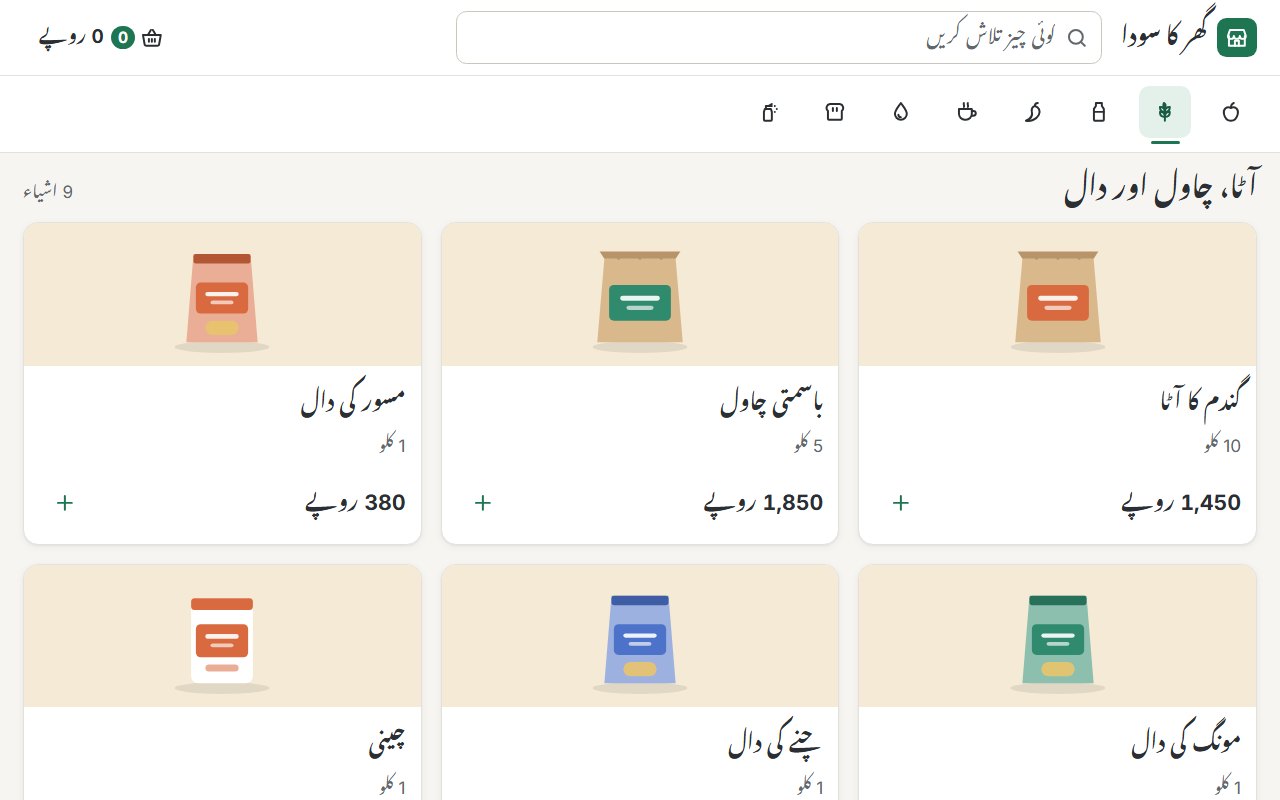 گھر کا سودا
کوئی چیز تلاش کریں
0
0 روپے
آٹا، چاول اور دال
9 اشیاء
گندم کا آٹا
10 کلو
1,450 روپے
باسمتی چاول
5 کلو
1,850 روپے
مسور کی دال
1 کلو
380 روپے
مونگ کی دال
1 کلو
چنے کی دال
1 کلو
چینی
1 کلو